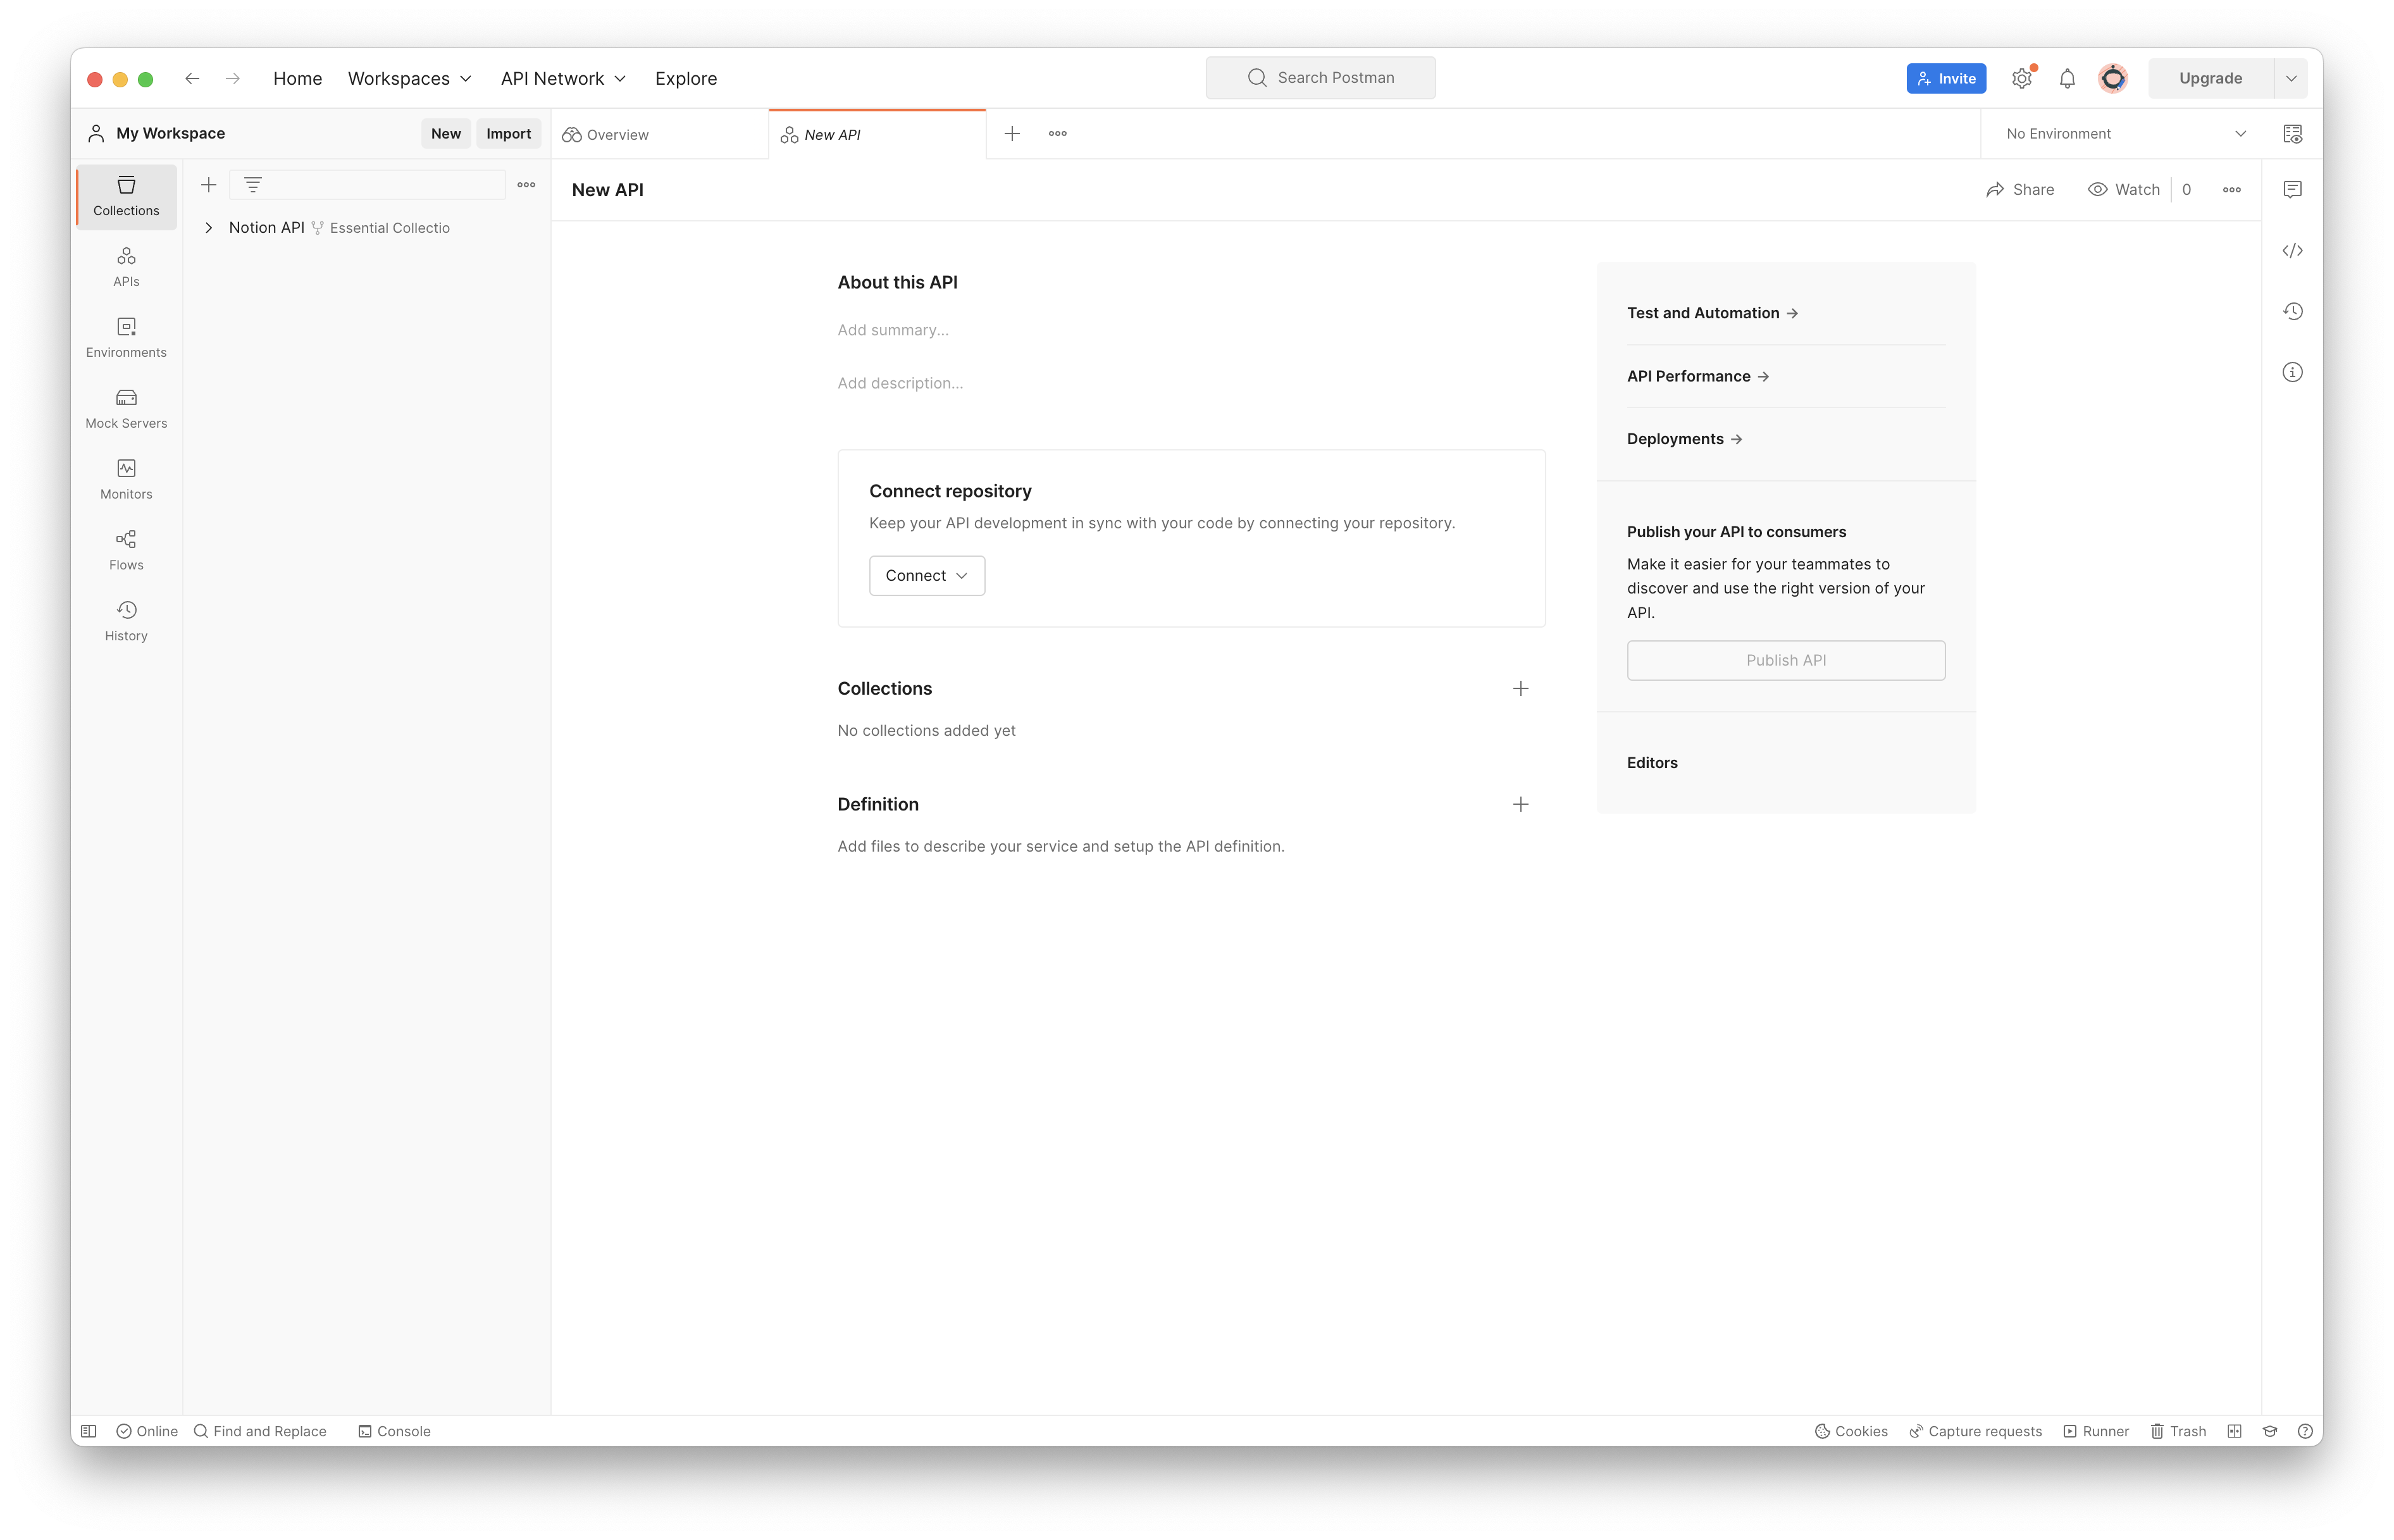 Home
Workspaces
API Network
Explore
Search Postman
Invite
Upgrade
My Workspace
New
Import
Overview
New API
No Environment
Collections
APIs
Environments
Mock Servers
Monitors
Flows
History
Notion API
Essential Collectio
New API
Share
Watch
0
About this API
Add summary...
Add description...
Connect repository
Keep your API development in sync with your code by connecting your repository.
Connect
Collections
No collections added yet
Definition
Add files to describe your service and setup the API definition.
Test and Automation →
API Performance →
Deployments →
Publish your API to consumers
Make it easier for your teammates to
discover and use the right version of your
API.
Publish API
Editors
Online
Find and Replace
Console
Cookies
Capture requests
Runner
Trash